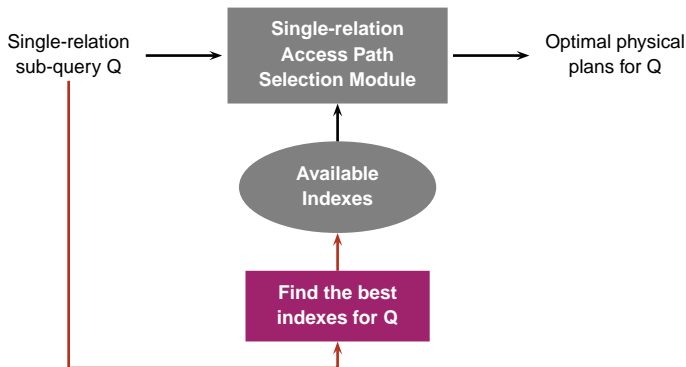 Single-relation
sub-query Q
Single-relation
Access Path
Selection Module
Optimal physical
plans for Q
Available
Indexes
Find the best
indexes for Q